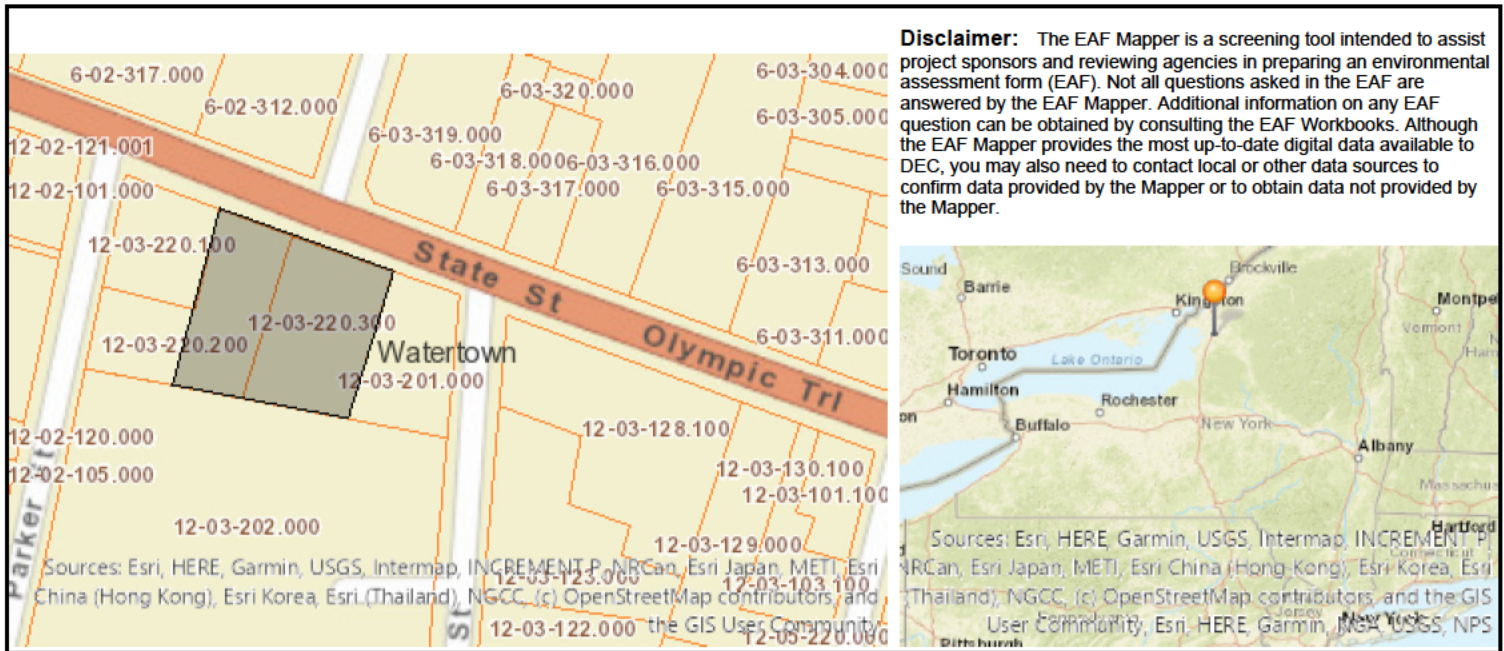 6-02-317.000
6-02-312.000
6-03-304.000
6-03-320.000
6-03-305.000
12-02-121.001
6-03-319.000
6-03-318.000
6-03-316.000
12-02-101.000
6-03-317.000
6-03-315.000
12-03-220.100
State St Olympic Trl
6-03-313.000
12-03-220.300
12-03-220.200
6-03-311.000
Watertown
12-03-201.000
12-02-120.000
12-03-128.100
12-02-105.000
12-03-130.100
12-03-101.100
Parker St
12-03-202.000
12-03-129.000
12-03-123.000
12-03-103.100
Sources: Esri, HERE, Garmin, USGS, Intermap, INCREMENT P, NRCan, Esri Japan, METI, Esri
China (Hong Kong), Esri Korea, Esri (Thailand), NGCC, (c) OpenStreetMap contributors, and
the GIS User Community
St
12-03-122.000
12-05-220.000
Disclaimer: The EAF Mapper is a screening tool intended to assist
project sponsors and reviewing agencies in preparing an environmental
assessment form (EAF). Not all questions asked in the EAF are
answered by the EAF Mapper. Additional information on any EAF
question can be obtained by consulting the EAF Workbooks. Although
the EAF Mapper provides the most up-to-date digital data available to
DEC, you may also need to contact local or other data sources to
confirm data provided by the Mapper or to obtain data not provided by
the Mapper.
Sound
Barrie
Brockville
Kingston
Montpel
Vermont
Toronto
Lake Ontario
Ham
Hamilton
Rochester
on
Buffalo
New York
Albany
Massachu
Hartford
Connecticut
Sources: Esri, HERE, Garmin, USGS, Intermap, INCREMENT P,
NRCan, Esri Japan, METI, Esri China (Hong Kong), Esri Korea, Esri
(Thailand), NGCC, (c) OpenStreetMap contributors, and the GIS
User Community, Esri, HERE, Garmin, NGA, USGS, NPS
Pennsylvania
Jersey
New York
Pittsburgh